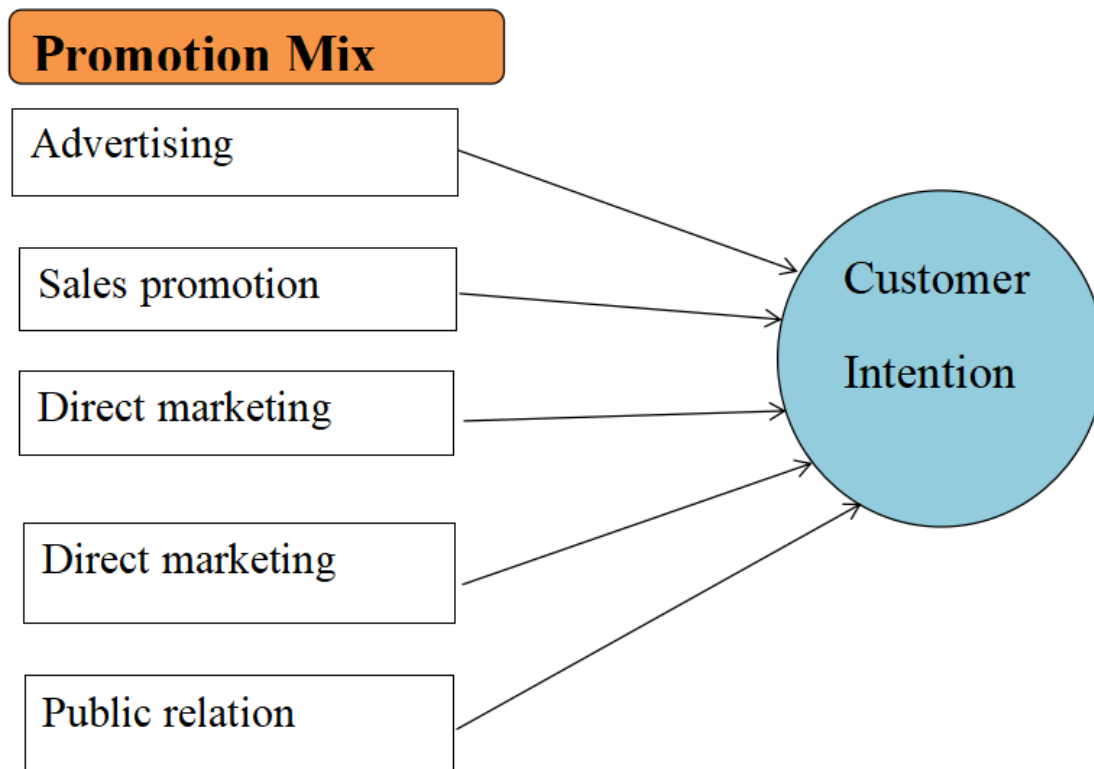 Promotion Mix
Advertising
Sales promotion
Direct marketing
Direct marketing
Public relation
Customer
Intention